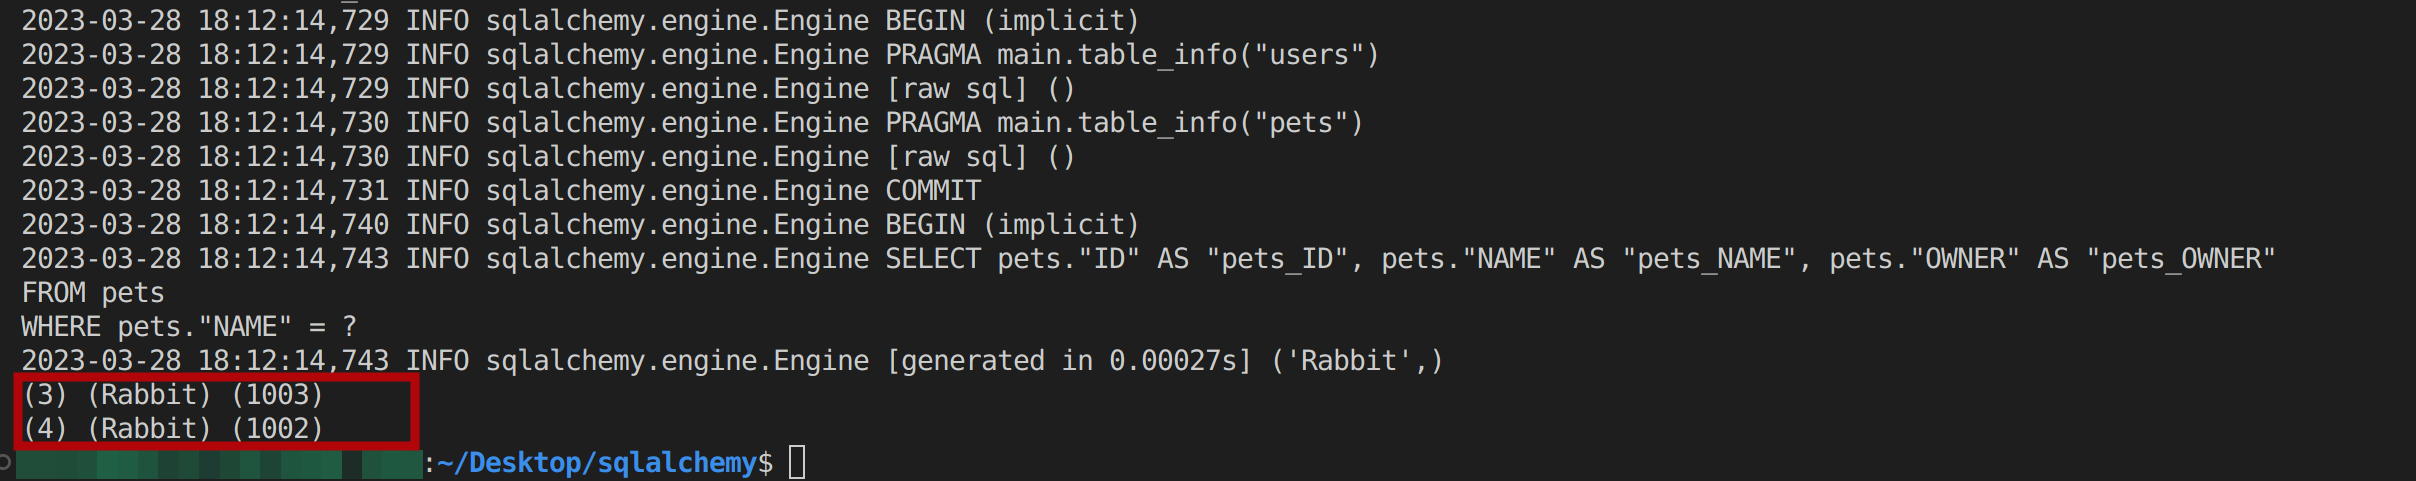 2023-03-28 18:12:14,729 INFO sqlalchemy.engine.Engine BEGIN (implicit)
2023-03-28 18:12:14,729 INFO sqlalchemy.engine.Engine PRAGMA main.table_info("users")
2023-03-28 18:12:14,729 INFO sqlalchemy.engine.Engine [raw sql] ()
2023-03-28 18:12:14,730 INFO sqlalchemy.engine.Engine PRAGMA main.table_info("pets")
2023-03-28 18:12:14,730 INFO sqlalchemy.engine.Engine [raw sql] ()
2023-03-28 18:12:14,731 INFO sqlalchemy.engine.Engine COMMIT
2023-03-28 18:12:14,740 INFO sqlalchemy.engine.Engine BEGIN (implicit)
2023-03-28 18:12:14,743 INFO sqlalchemy.engine.Engine SELECT pets."ID" AS "pets_ID", pets."NAME" AS "pets_NAME", pets."OWNER" AS "pets_OWNER"
FROM pets
WHERE pets."NAME" = ?
2023-03-28 18:12:14,743 INFO sqlalchemy.engine.Engine [generated in 0.00027s] ('Rabbit',)
(3) (Rabbit) (1003)
(4) (Rabbit) (1002)
:~/Desktop/sqlalchemy$